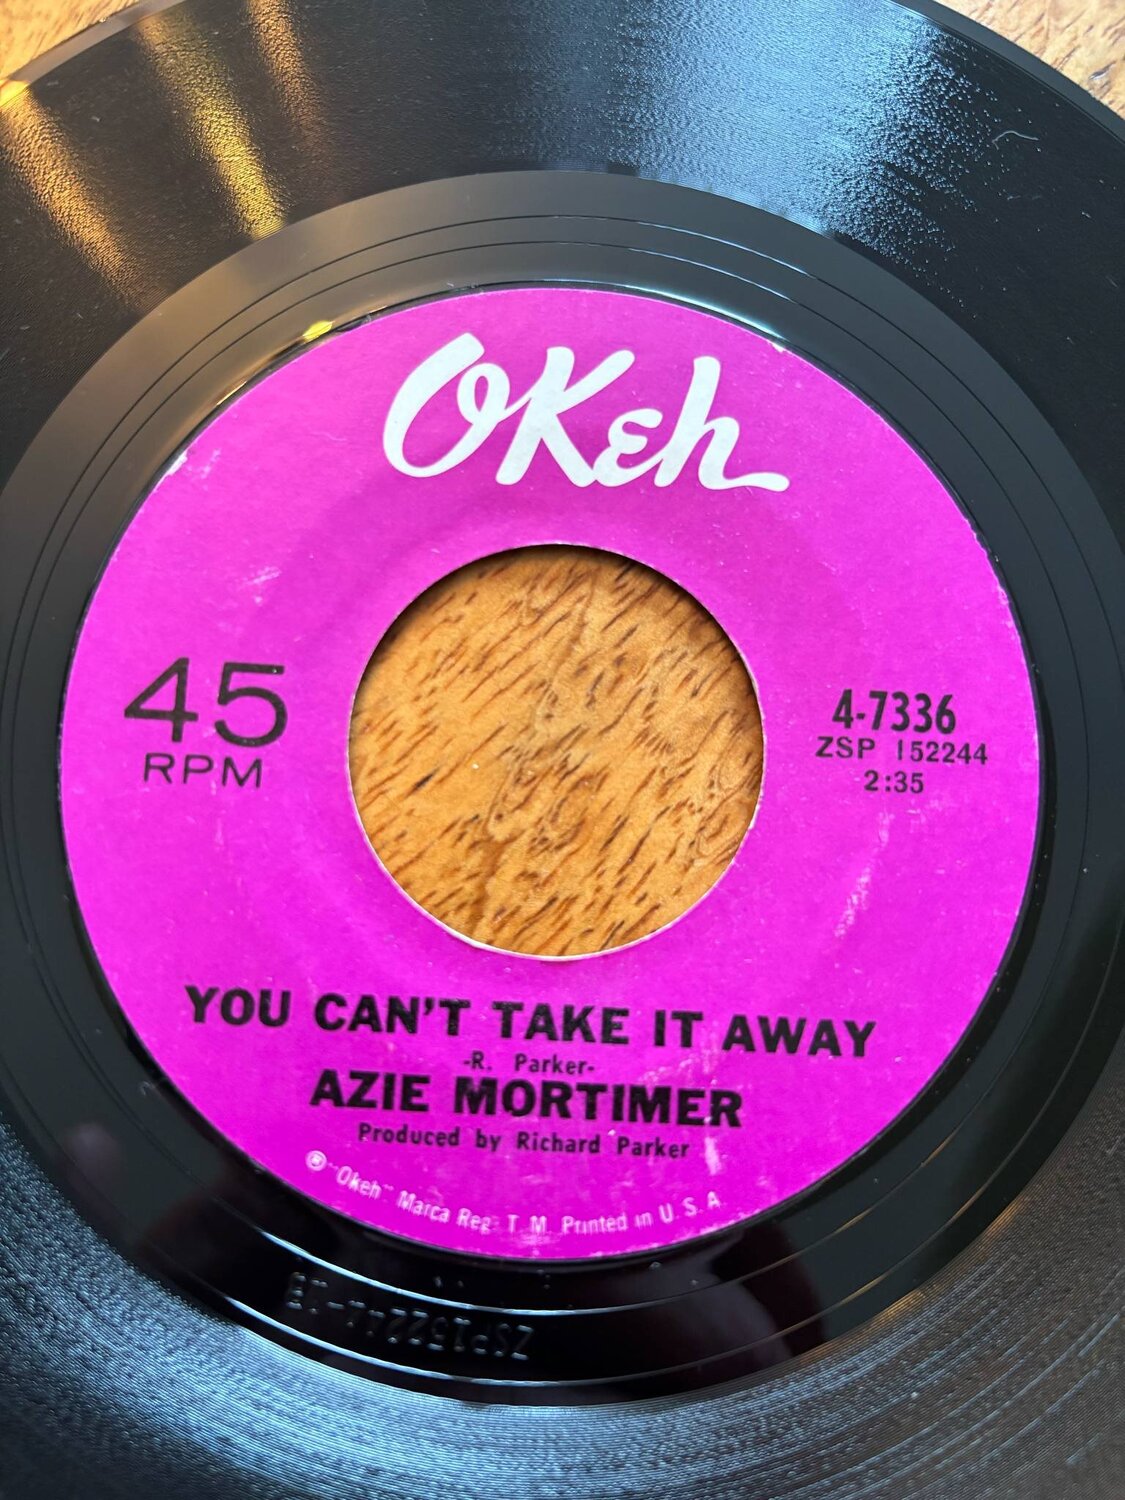 OKeh
45
RPM
4-7336
ZSP 152244
2:35
YOU CAN'T TAKE IT AWAY
-R. Parker-
AZIE MORTIMER
Produced by Richard Parker
® "Okeh" Marca Reg. T. M. Printed in U. S. A.